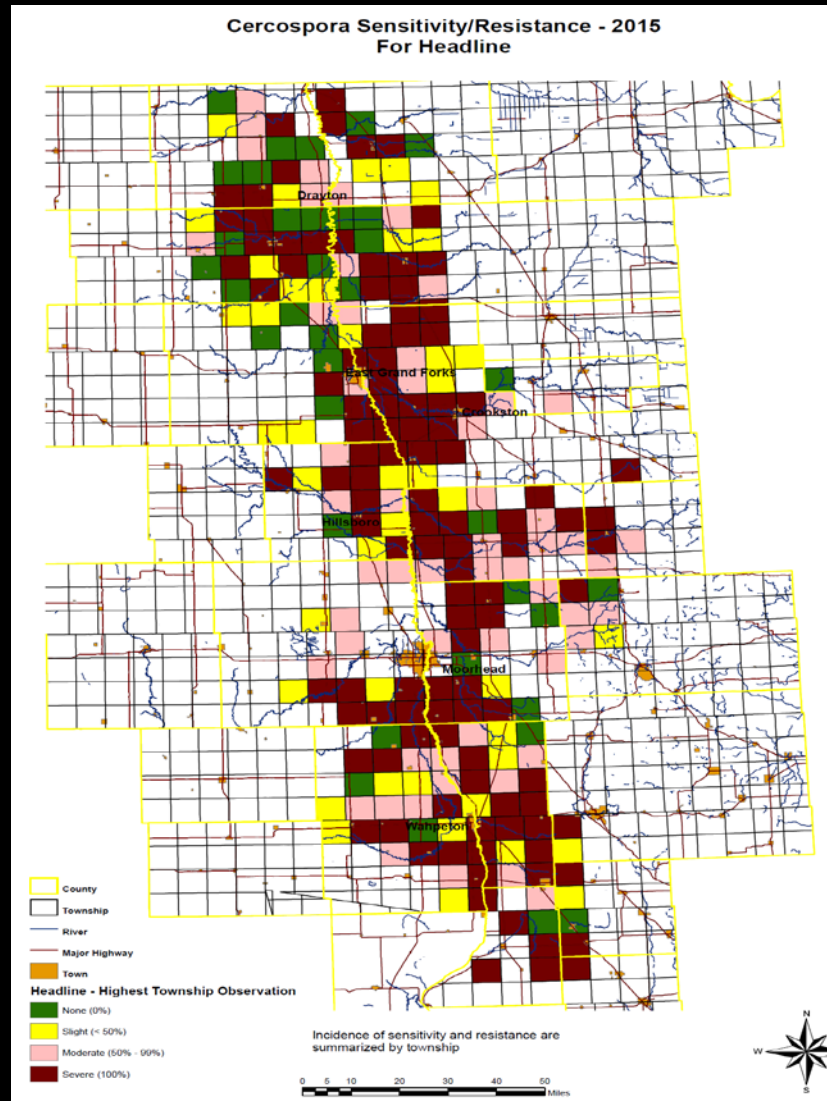 Cercospora Sensitivity/Resistance - 2015
For Headline
Drayton
East Grand Forks
Crookston
Hillsboro
Moorhead
Wahpeton
County
Township
River
Major Highway
Town
Headline - Highest Township Observation
None (0%)
Slight (< 50%)
Moderate (50% - 99%)
Severe (100%)
Incidence of sensitivity and resistance are
summarized by township
0 5 10 20 30 40 50
Miles
N
W
S